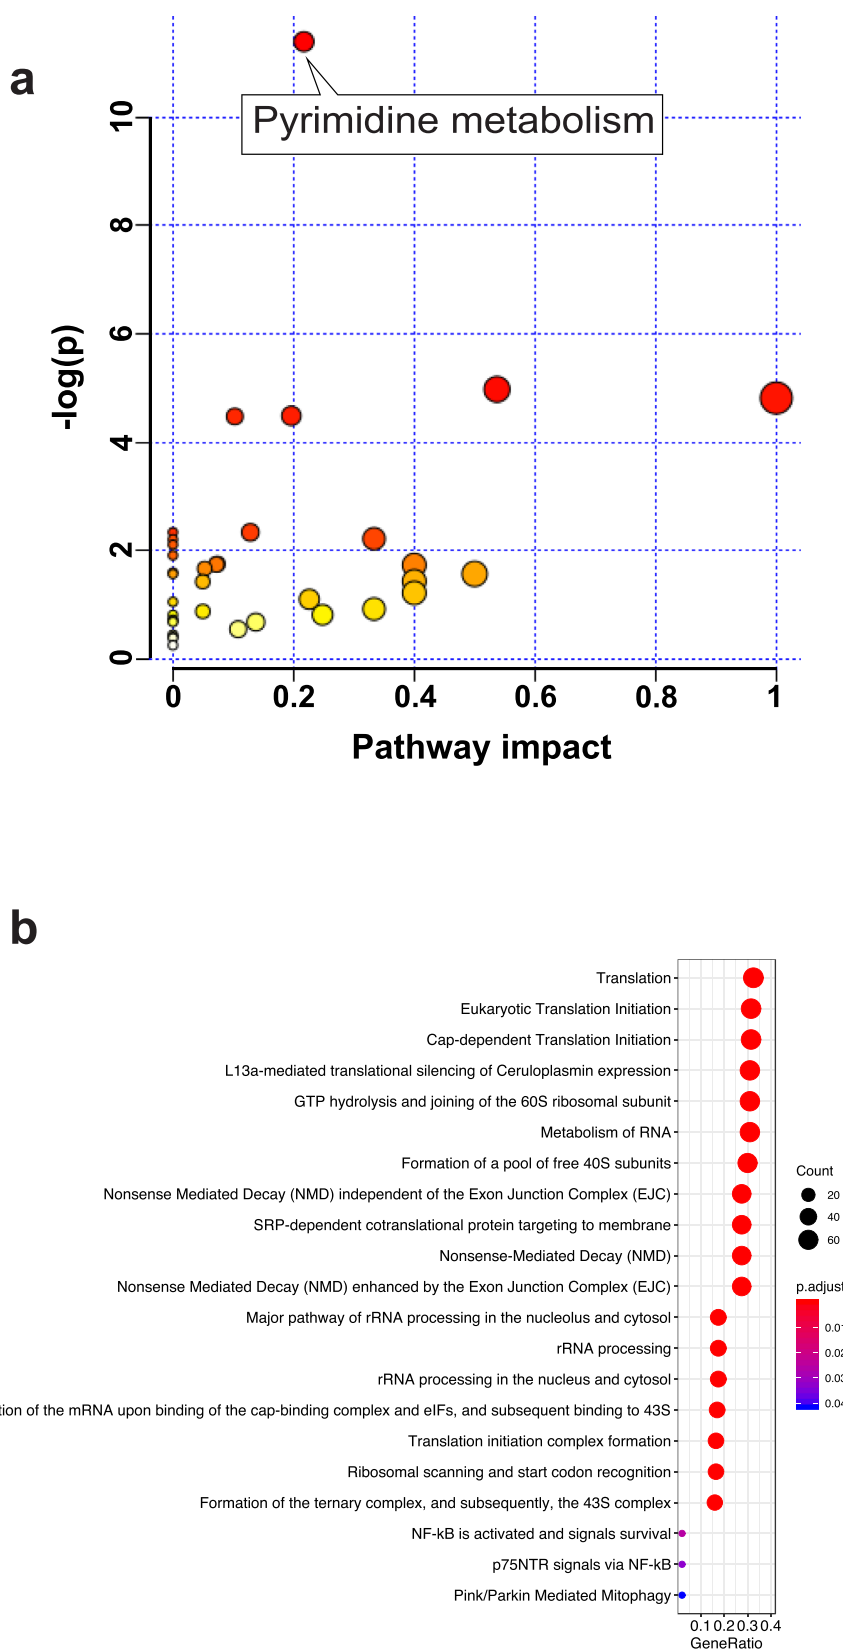 a
Pyrimidine metabolism
10
8
6
4
2
0
-log(p)
0 0.2 0.4 0.6 0.8 1
Pathway impact
b
Translation
Eukaryotic Translation Initiation
Cap-dependent Translation Initiation
L13a-mediated translational silencing of Ceruloplasmin expression
GTP hydrolysis and joining of the 60S ribosomal subunit
Metabolism of RNA
Formation of a pool of free 40S subunits
Nonsense Mediated Decay (NMD) independent of the Exon Junction Complex (EJC)
SRP-dependent cotranslational protein targeting to membrane
Nonsense-Mediated Decay (NMD)
Nonsense Mediated Decay (NMD) enhanced by the Exon Junction Complex (EJC)
Major pathway of rRNA processing in the nucleolus and cytosol
rRNA processing
rRNA processing in the nucleus and cytosol
tion of the mRNA upon binding of the cap-binding complex and eIFs, and subsequent binding to 43S
Translation initiation complex formation
Ribosomal scanning and start codon recognition
Formation of the ternary complex, and subsequently, the 43S complex
NF-kB is activated and signals survival
p75NTR signals via NF-kB
Pink/Parkin Mediated Mitophagy
0.1 0.2 0.3 0.4
GeneRatio
Count
20
40
60
p.adjust
0.01
0.02
0.03
0.04